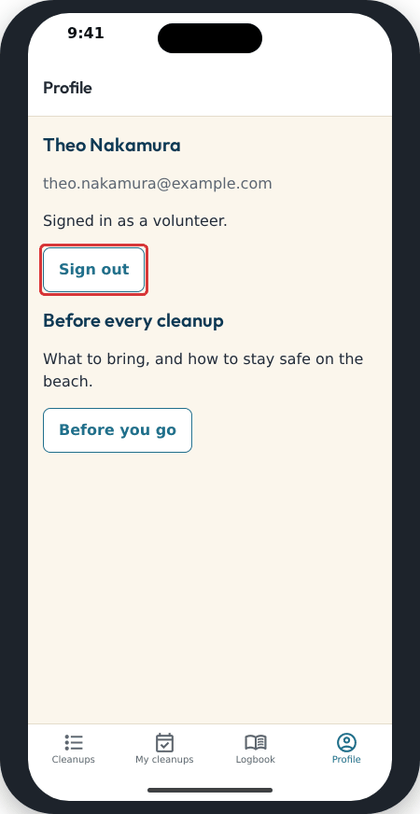 9:41
Profile
Theo Nakamura
theo.nakamura@example.com
Signed in as a volunteer.
Sign out
Before every cleanup
What to bring, and how to stay safe on the
beach.
Before you go
Cleanups
My cleanups
Logbook
Profile